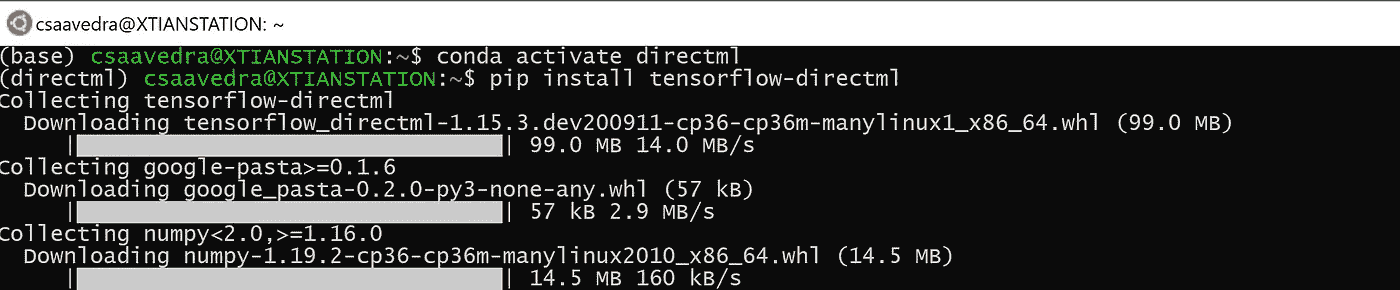 csaavedra@XTIANSTATION: ~
(base) csaavedra@XTIANSTATION:~$ conda activate directml
(directml) csaavedra@XTIANSTATION:~$ pip install tensorflow-directml
Collecting tensorflow-directml
  Downloading tensorflow_directml-1.15.3.dev200911-cp36-cp36m-manylinux1_x86_64.whl (99.0 MB)
     |████████████████████████████████| 99.0 MB 14.0 MB/s
Collecting google-pasta>=0.1.6
  Downloading google_pasta-0.2.0-py3-none-any.whl (57 kB)
     |████████████████████████████████| 57 kB 2.9 MB/s
Collecting numpy<2.0,>=1.16.0
  Downloading numpy-1.19.2-cp36-cp36m-manylinux2010_x86_64.whl (14.5 MB)
     |████████████████████████████████| 14.5 MB 160 kB/s